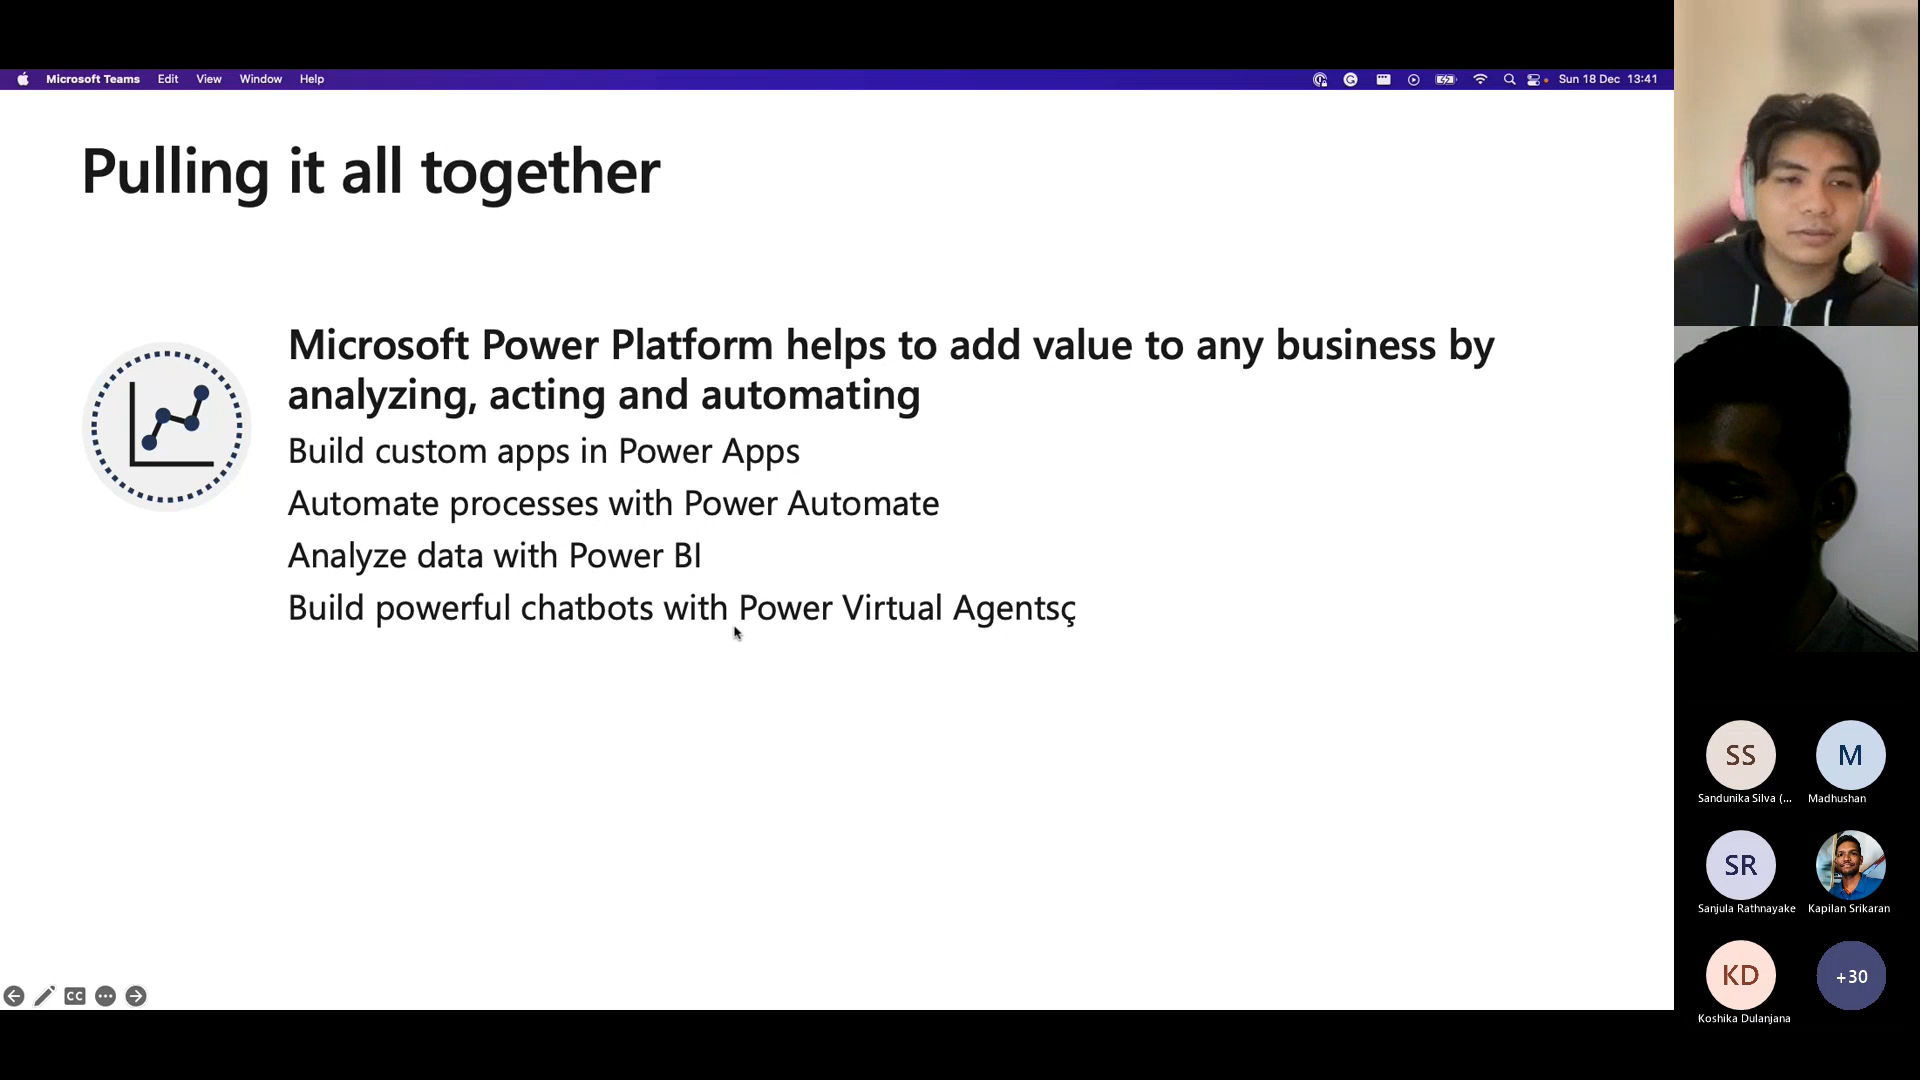 Microsoft Teams Edit View Window Help
Sun 18 Dec 13:41
Pulling it all together
Microsoft Power Platform helps to add value to any business by
analyzing, acting and automating
Build custom apps in Power Apps
Automate processes with Power Automate
Analyze data with Power BI
Build powerful chatbots with Power Virtual Agentsç
CC
SS
M
Sandunika Silva (...
Madhushan
SR
Sanjula Rathnayake
Kapilan Srikaran
KD
+30
Koshika Dulanjana